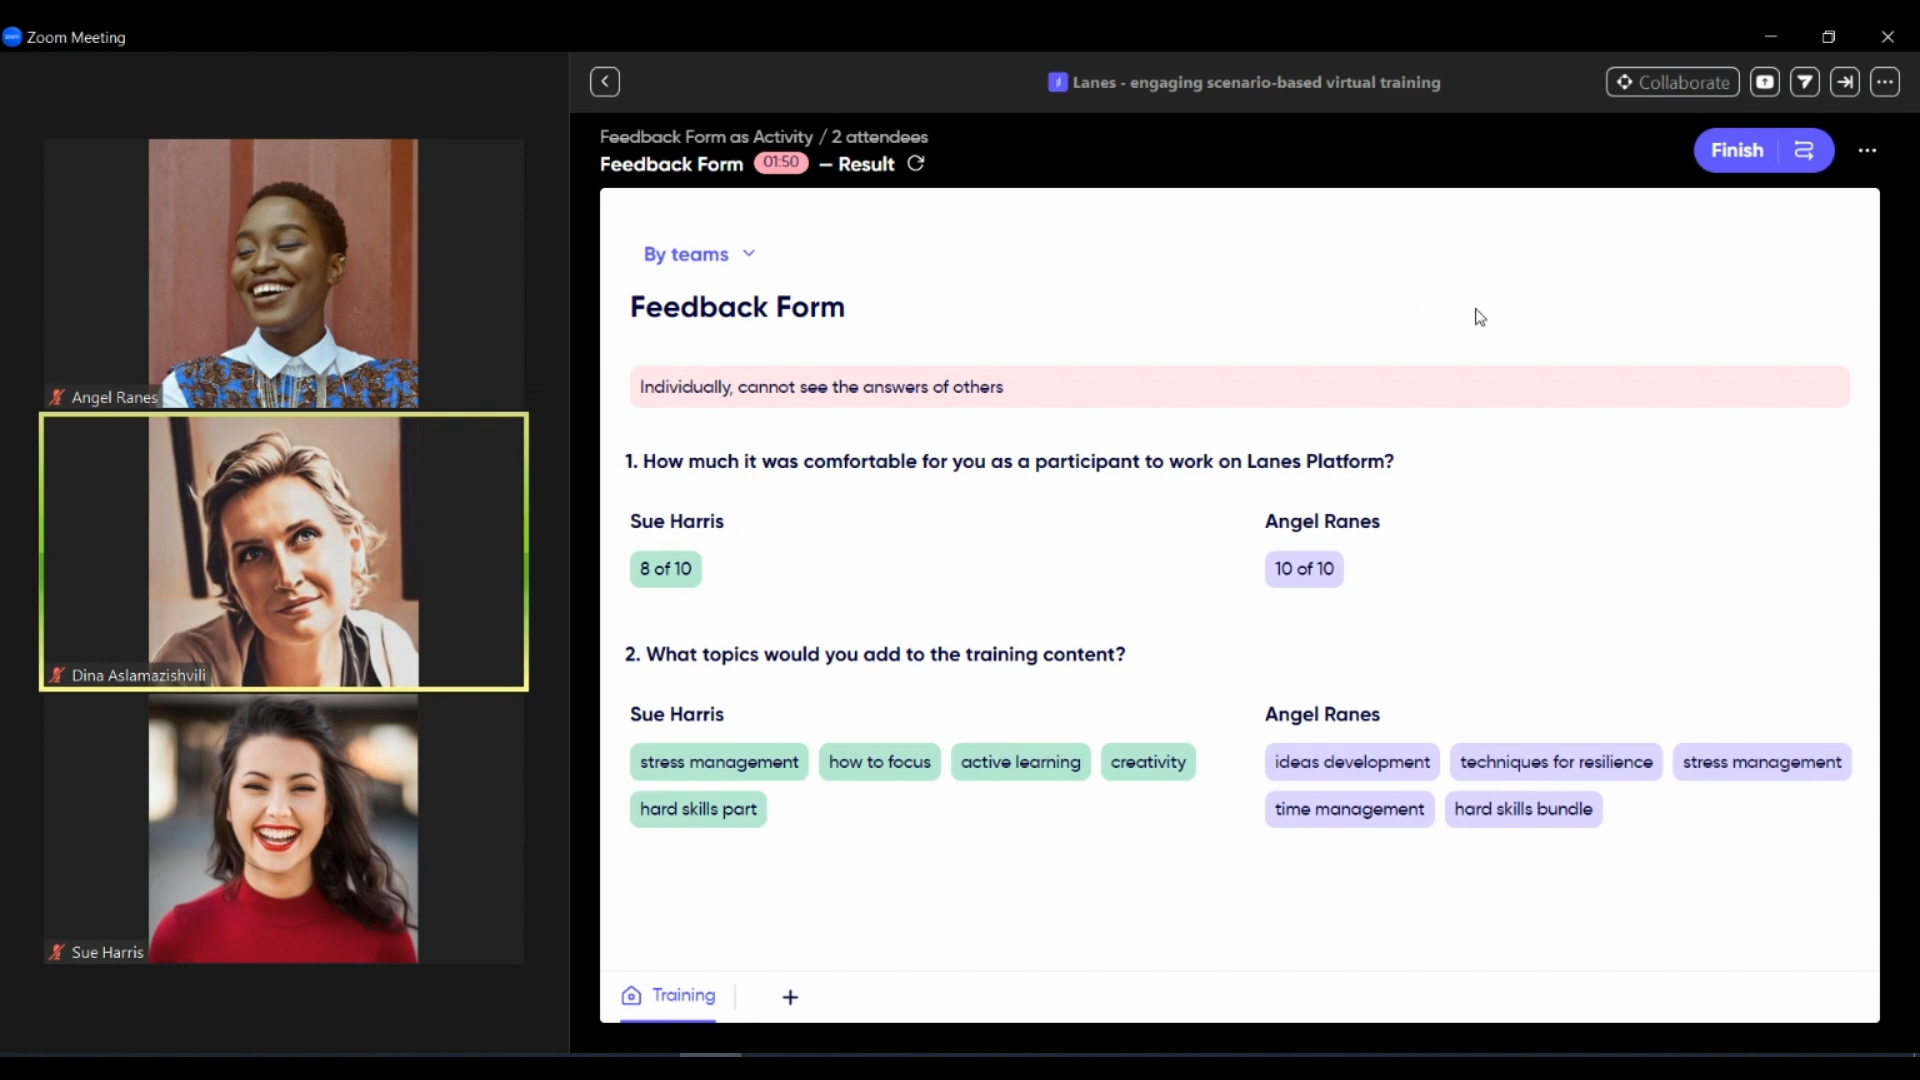 Zoom Meeting
Lanes - engaging scenario-based virtual training
Collaborate
Feedback Form as Activity / 2 attendees
Feedback Form 01:50 – Result
Finish
By teams
Feedback Form
Individually, cannot see the answers of others
1. How much it was comfortable for you as a participant to work on Lanes Platform?
Sue Harris
Angel Ranes
8 of 10
10 of 10
2. What topics would you add to the training content?
Sue Harris
Angel Ranes
stress management how to focus active learning creativity
hard skills part
ideas development techniques for resilience stress management
time management hard skills bundle
Training
Angel Ranes
Dina Aslamazishvili
Sue Harris